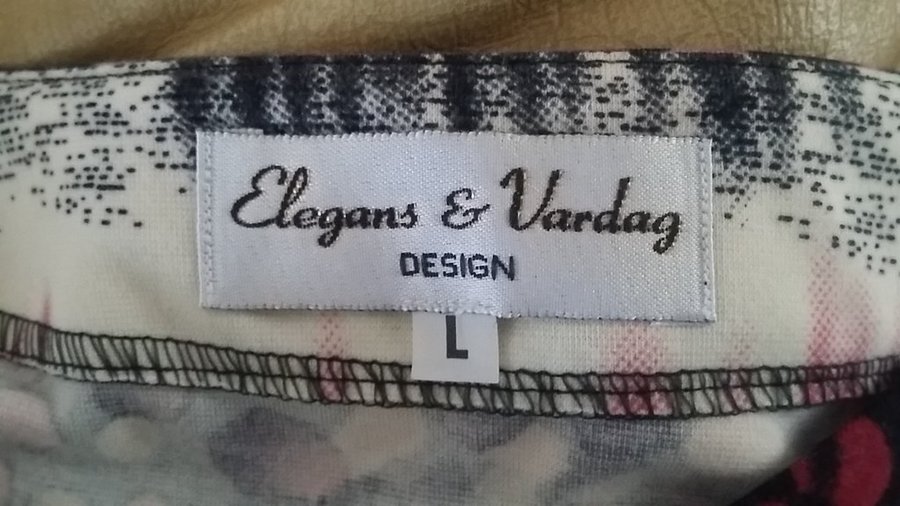 Elegans & Vardag
DESIGN
L